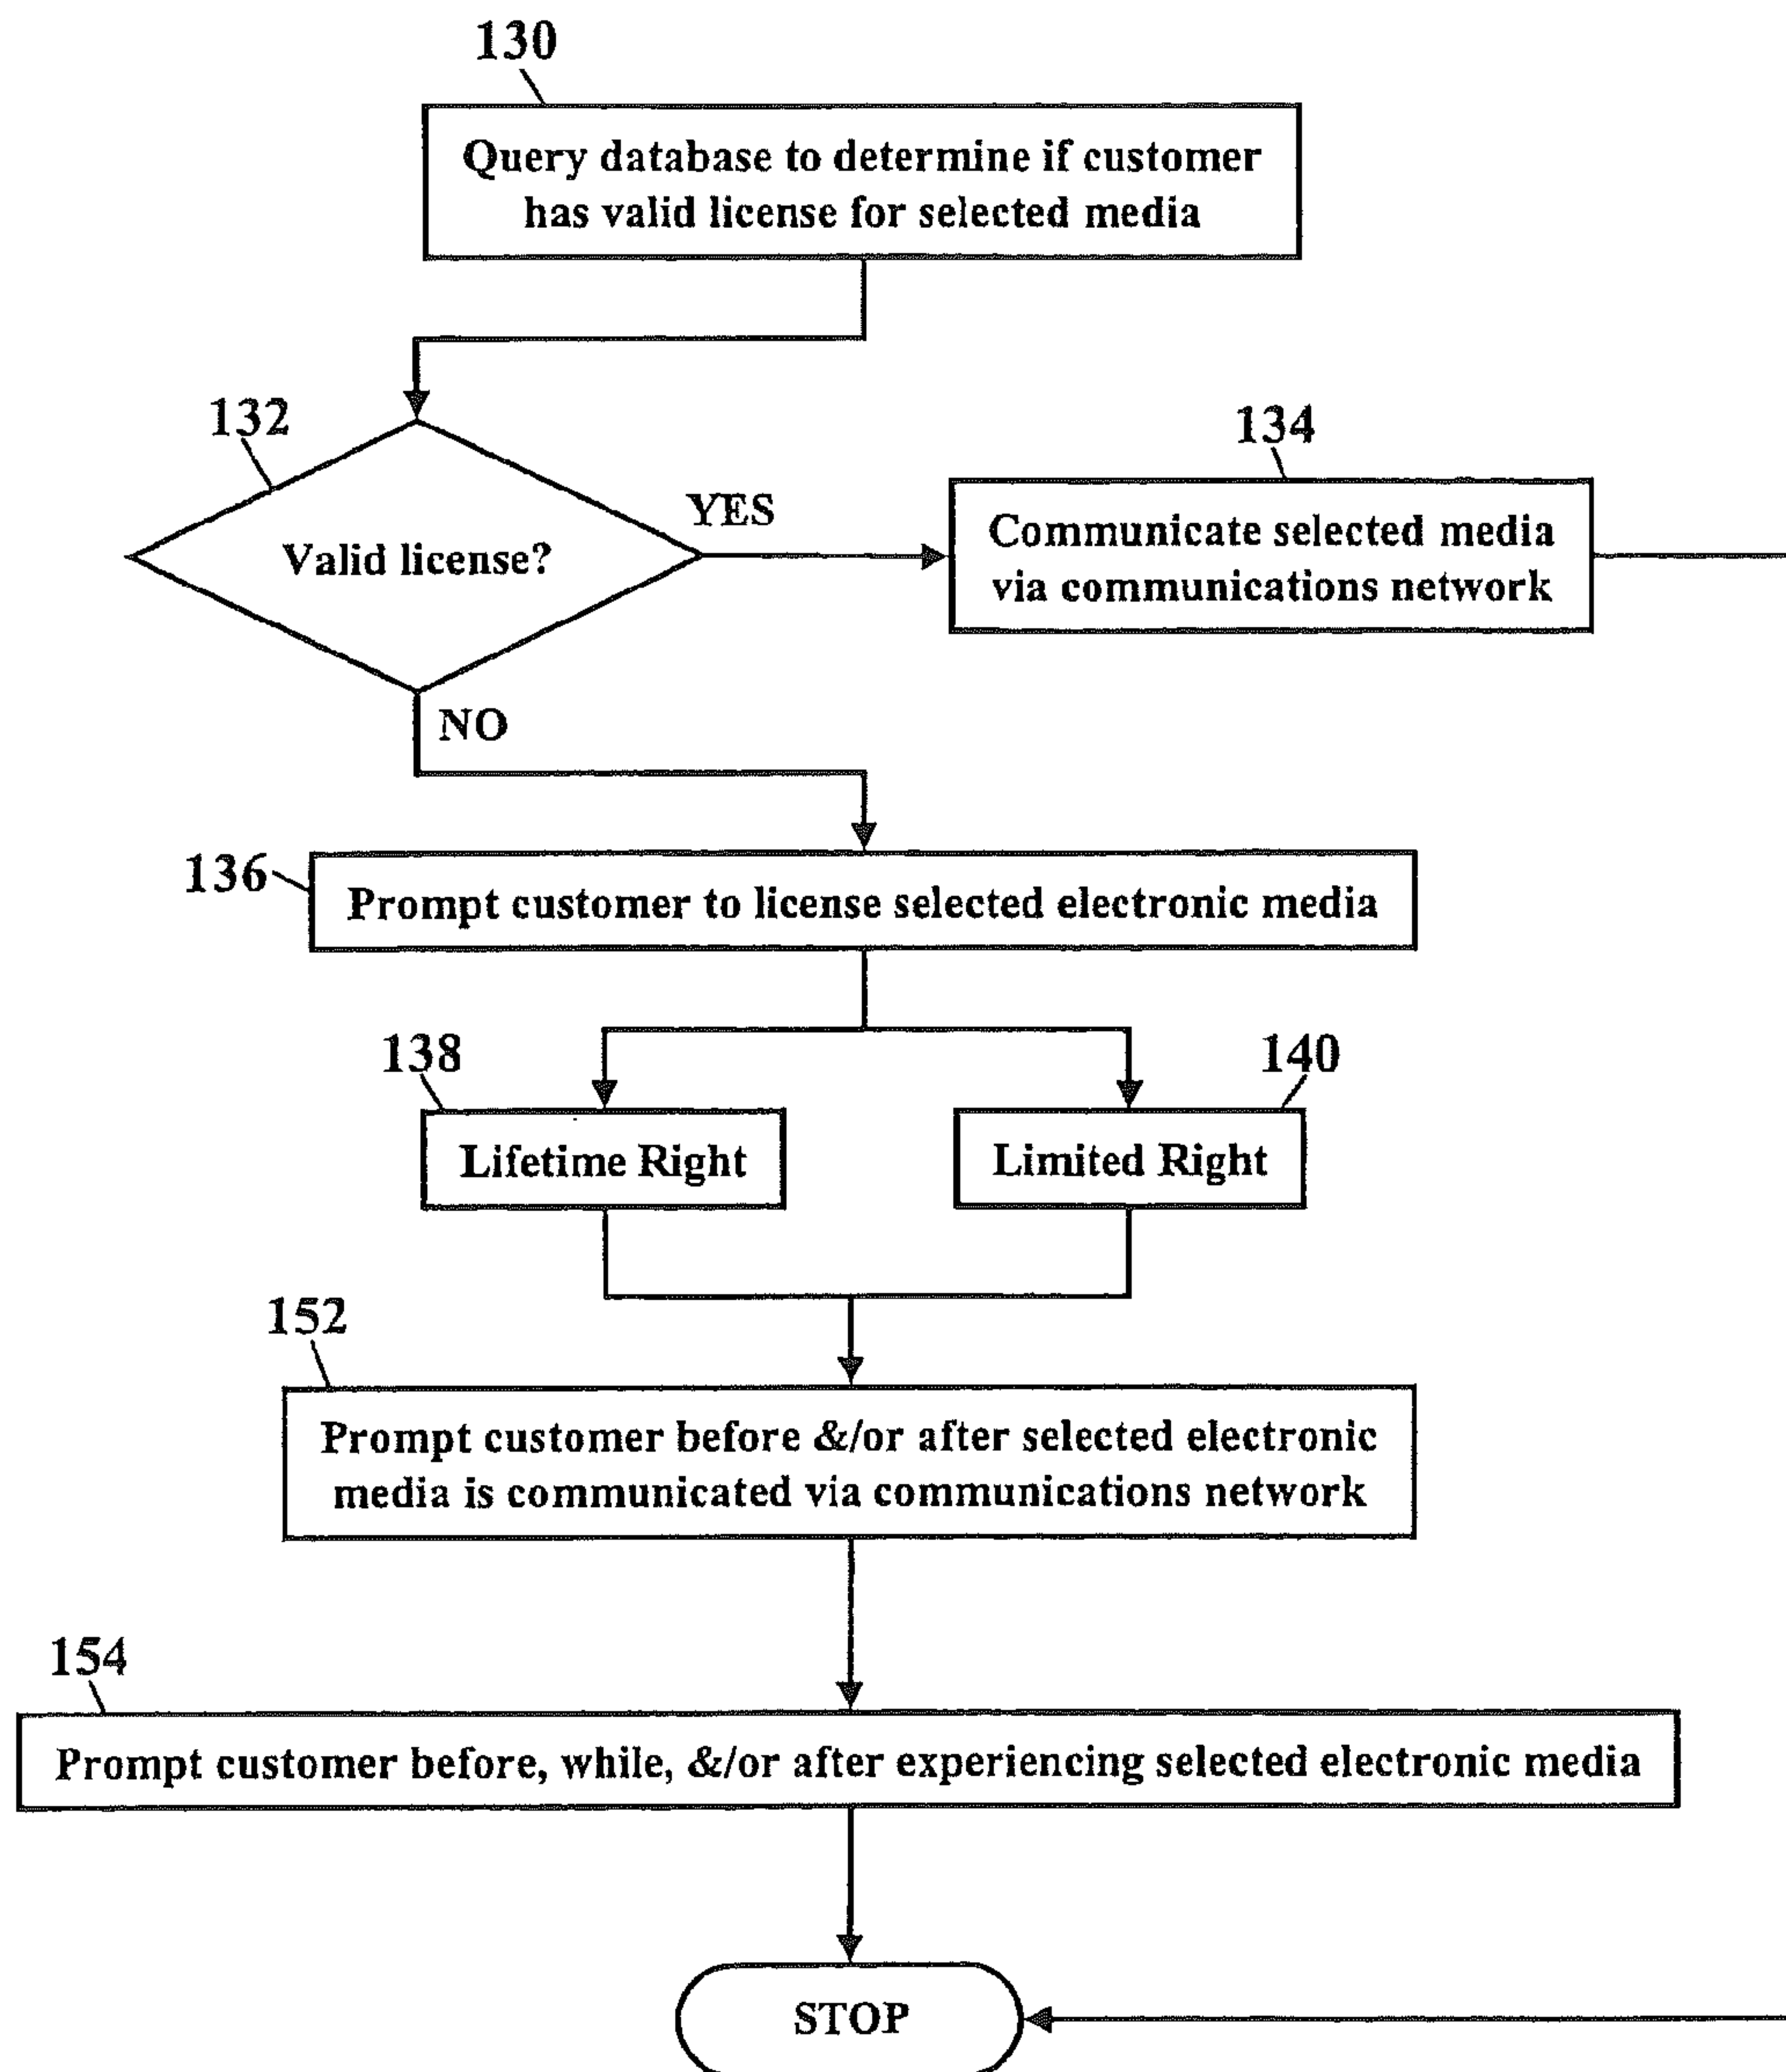 130
Query database to determine if customer
has valid license for selected media
132
Valid license?
YES
134
Communicate selected media
via communications network
NO
136
Prompt customer to license selected electronic media
138
Lifetime Right
140
Limited Right
152
Prompt customer before &/or after selected electronic
media is communicated via communications network
154
Prompt customer before, while, &/or after experiencing selected electronic media
STOP